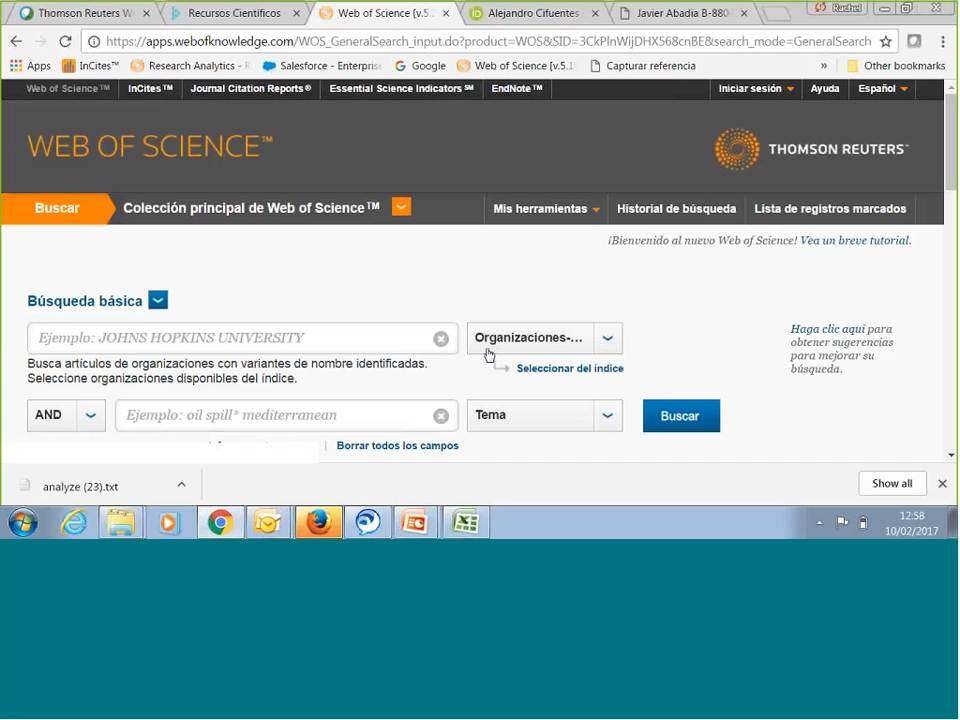 Thomson Reuters W
Recursos Científicos
Web of Science [v.5.
Alejandro Cifuentes
Javier Abadia B-880
Rachel
https://apps.webofknowledge.com/WOS_GeneralSearch_input.do?product=WOS&SID=3CkPlnWijDHX568cnBE&search_mode=GeneralSearch
Apps
InCites™
Research Analytics - R
Salesforce - Enterpris
Google
Web of Science [v.5.1
Capturar referencia
»
Other bookmarks
Web of Science™
InCites™
Journal Citation Reports®
Essential Science Indicators℠
EndNote™
Iniciar sesión
Ayuda
Español
WEB OF SCIENCE™
THOMSON REUTERS™
Buscar
Colección principal de Web of Science™
Mis herramientas
Historial de búsqueda
Lista de registros marcados
¡Bienvenido al nuevo Web of Science! Vea un breve tutorial.
Búsqueda básica
Ejemplo: JOHNS HOPKINS UNIVERSITY
Organizaciones-...
Busca artículos de organizaciones con variantes de nombre identificadas.
Seleccione organizaciones disponibles del índice.
Seleccionar del índice
Haga clic aquí para
obtener sugerencias
para mejorar su
búsqueda.
AND
Ejemplo: oil spill* mediterranean
Tema
Buscar
Borrar todos los campos
analyze (23).txt
Show all
12:58
10/02/2017